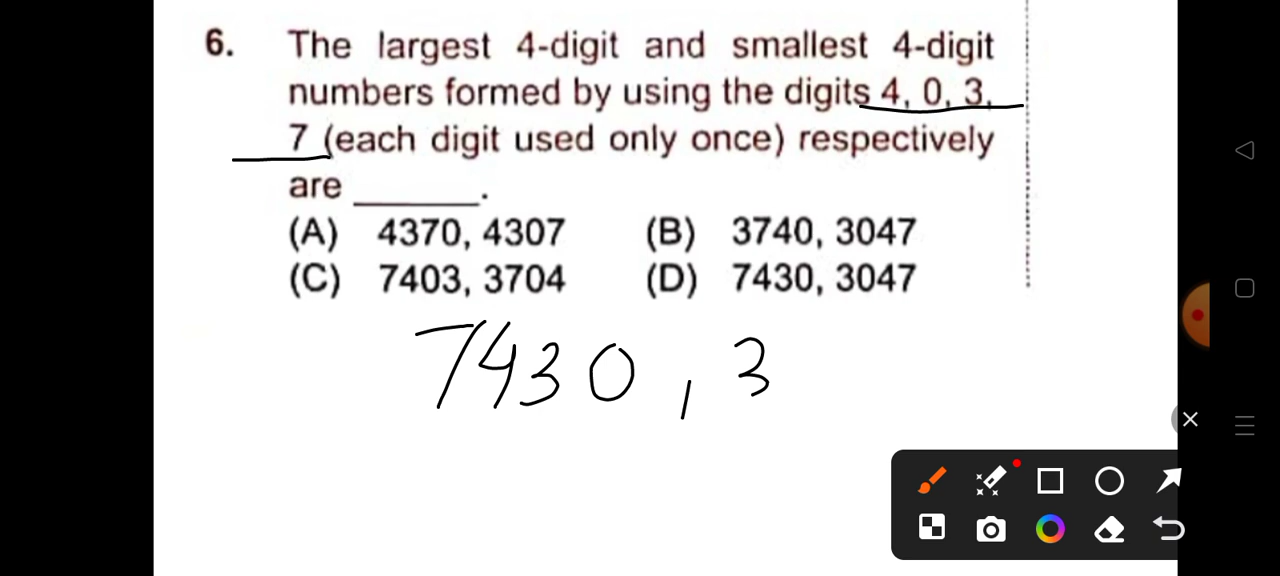 6. The largest 4-digit and smallest 4-digit
numbers formed by using the digits 4, 0, 3,
7 (each digit used only once) respectively
are _______.
(A) 4370, 4307 (B) 3740, 3047
(C) 7403, 3704 (D) 7430, 3047
7430, 3